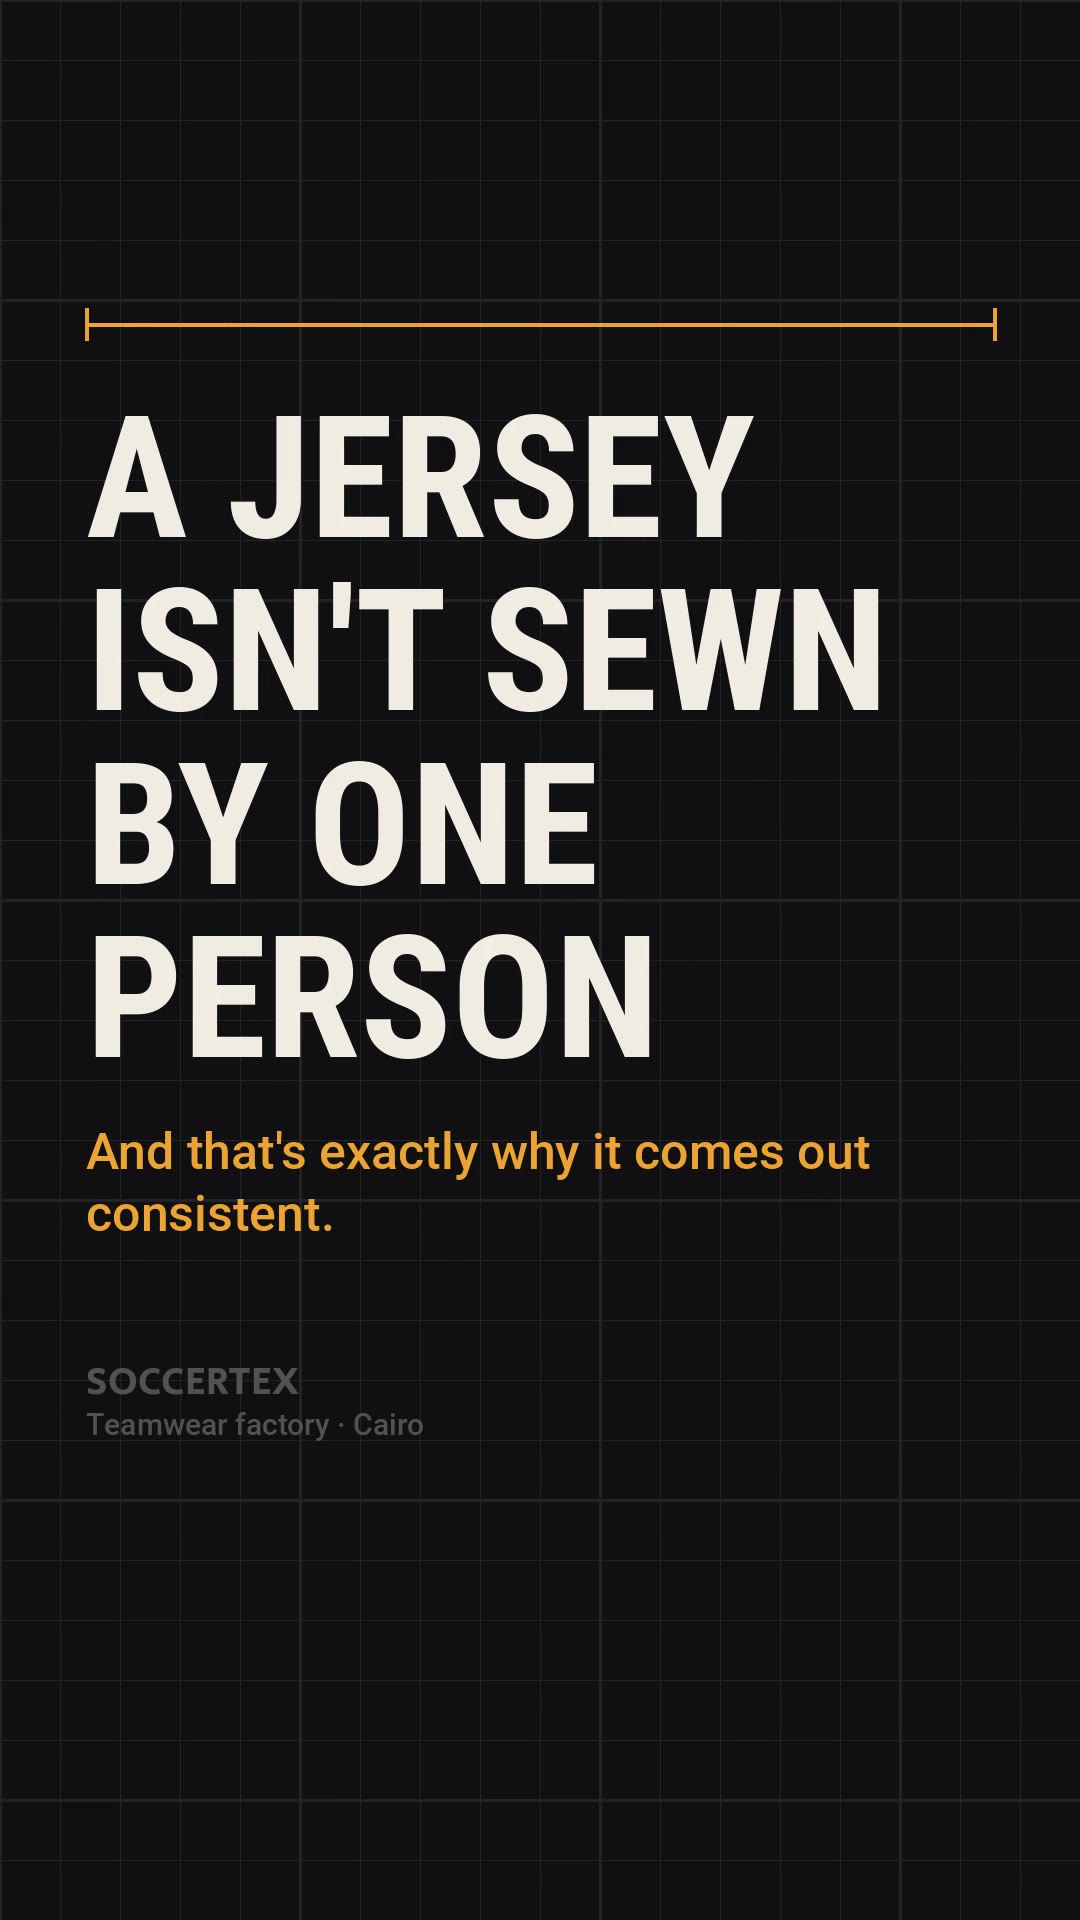 A JERSEY
ISN'T SEWN
BY ONE
PERSON
And that's exactly why it comes out
consistent.
SOCCERTEX
Teamwear factory · Cairo